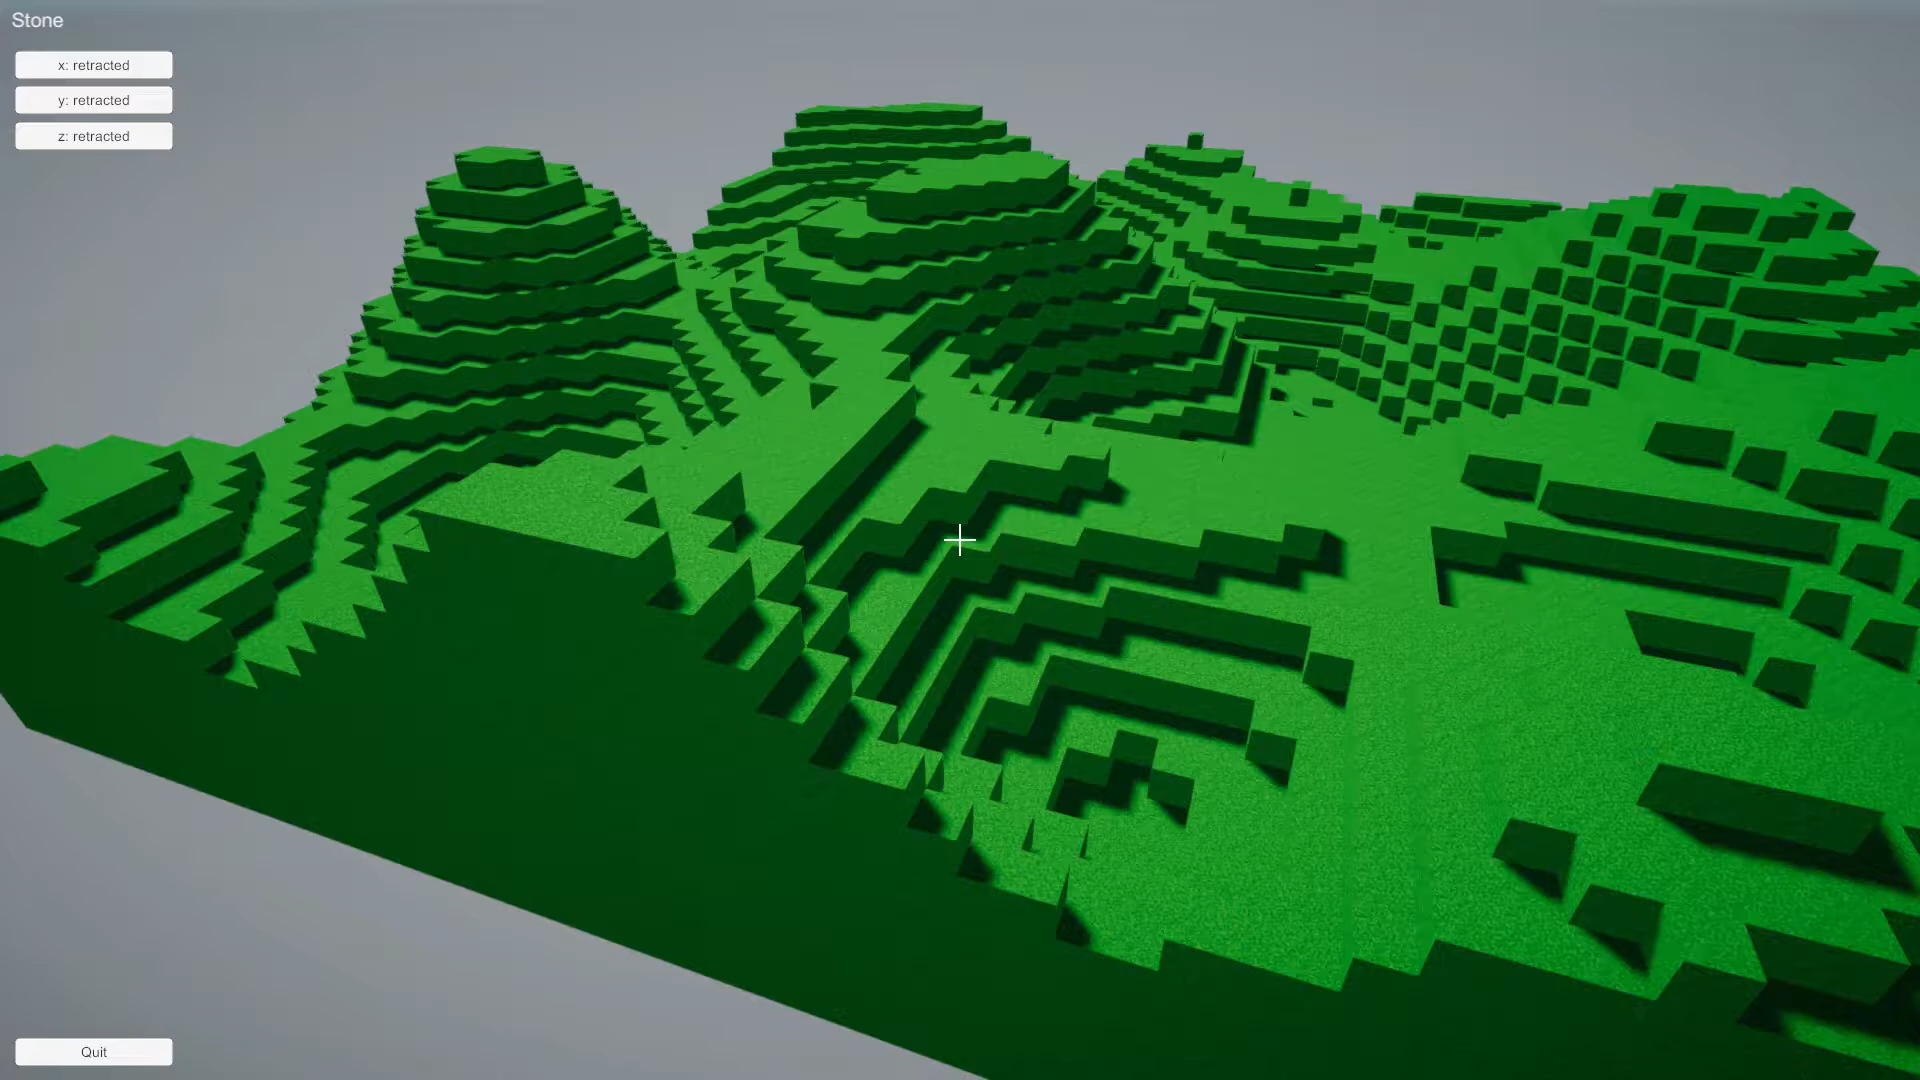 Stone
x: retracted
y: retracted
z: retracted
Quit